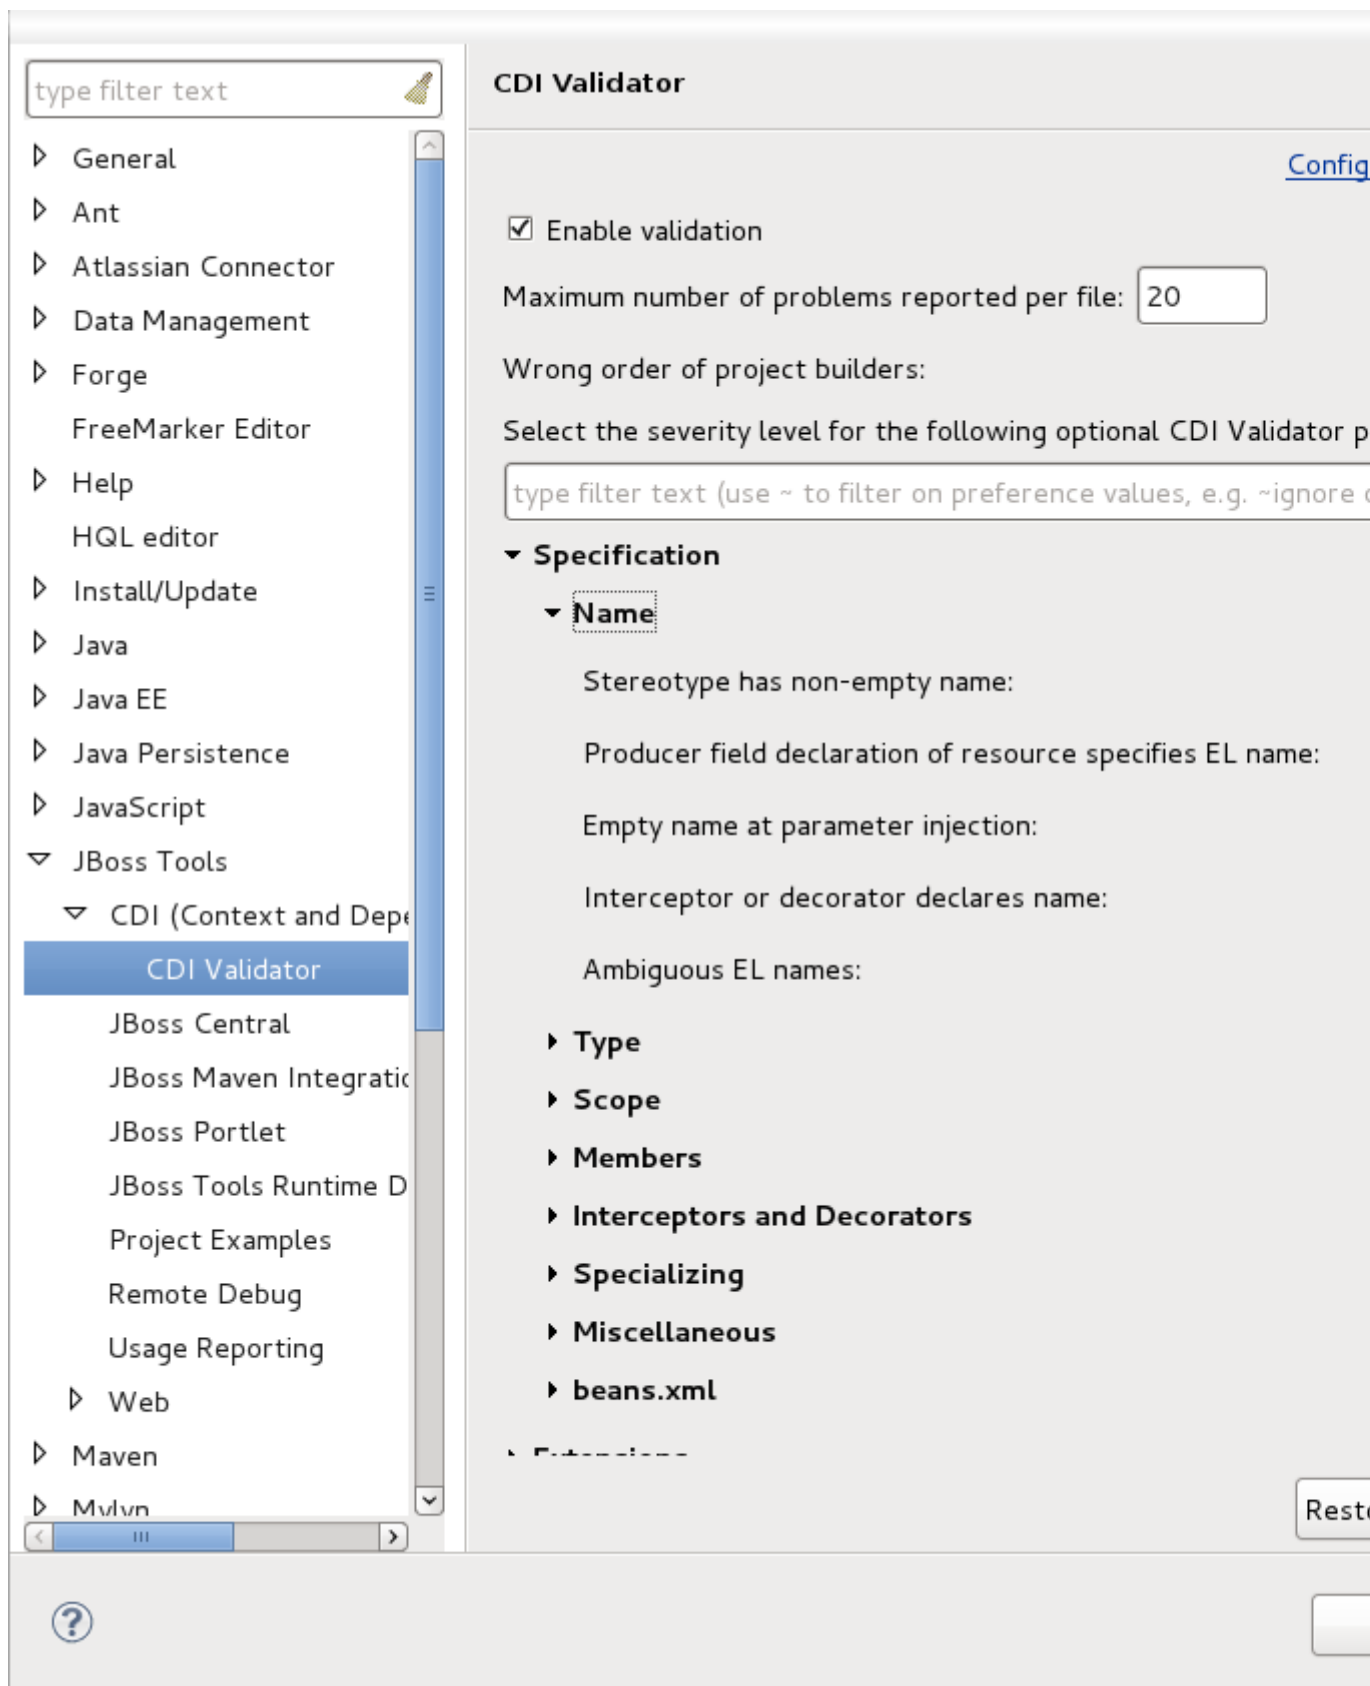 type filter text
General
Ant
Atlassian Connector
Data Management
Forge
FreeMarker Editor
Help
HQL editor
Install/Update
Java
Java EE
Java Persistence
JavaScript
JBoss Tools
CDI (Context and Depe
CDI Validator
JBoss Central
JBoss Maven Integratio
JBoss Portlet
JBoss Tools Runtime D
Project Examples
Remote Debug
Usage Reporting
Web
Maven
Mylyn
CDI Validator
Config
Enable validation
Maximum number of problems reported per file: 20
Wrong order of project builders:
Select the severity level for the following optional CDI Validator p
type filter text (use ~ to filter on preference values, e.g. ~ignore o
Specification
Name
Stereotype has non-empty name:
Producer field declaration of resource specifies EL name:
Empty name at parameter injection:
Interceptor or decorator declares name:
Ambiguous EL names:
Type
Scope
Members
Interceptors and Decorators
Specializing
Miscellaneous
beans.xml
Extensions
Resto
?